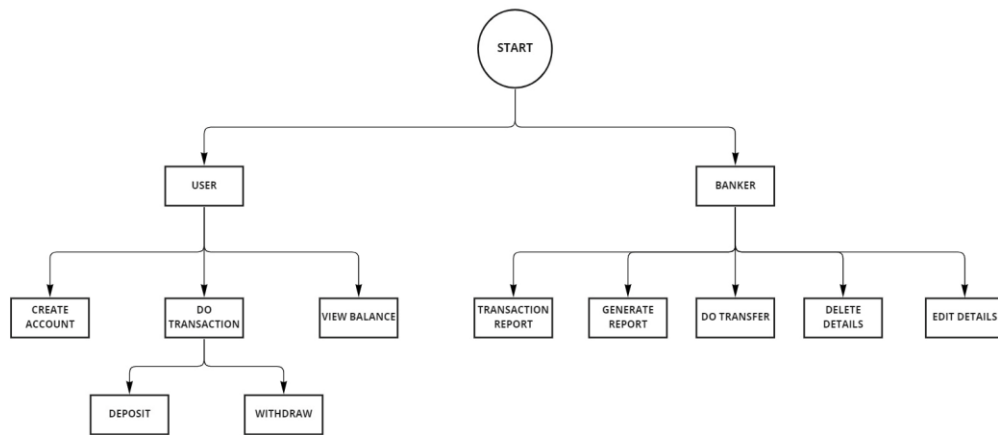 START
USER
BANKER
CREATE
ACCOUNT
DO
TRANSACTION
VIEW BALANCE
TRANSACTION
REPORT
GENERATE
REPORT
DO TRANSFER
DELETE
DETAILS
EDIT DETAILS
DEPOSIT
WITHDRAW